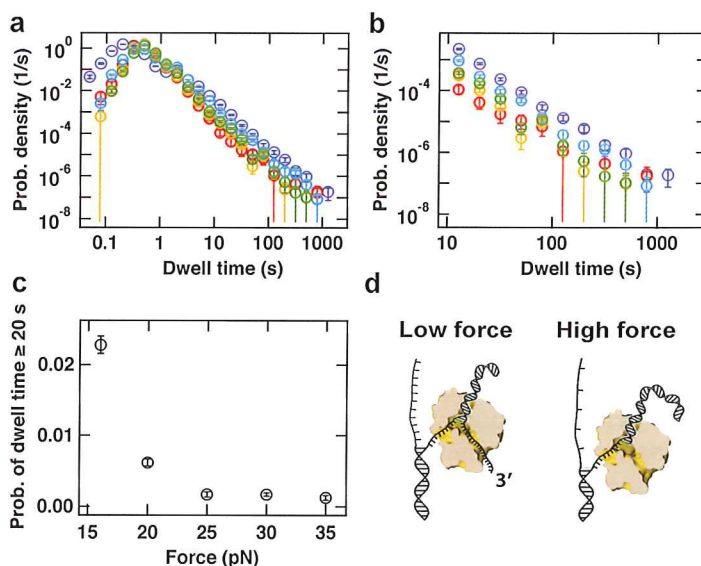 a
Prob. density (1/s)
10^0
10^-2
10^-4
10^-6
10^-8
0.1 1 10 100 1000
Dwell time (s)
b
Prob. density (1/s)
10^-4
10^-6
10^-8
10 100 1000
Dwell time (s)
c
Prob. of dwell time ≥ 20 s
0.02
0.01
0.00
15 20 25 30 35
Force (pN)
d
Low force High force
3'